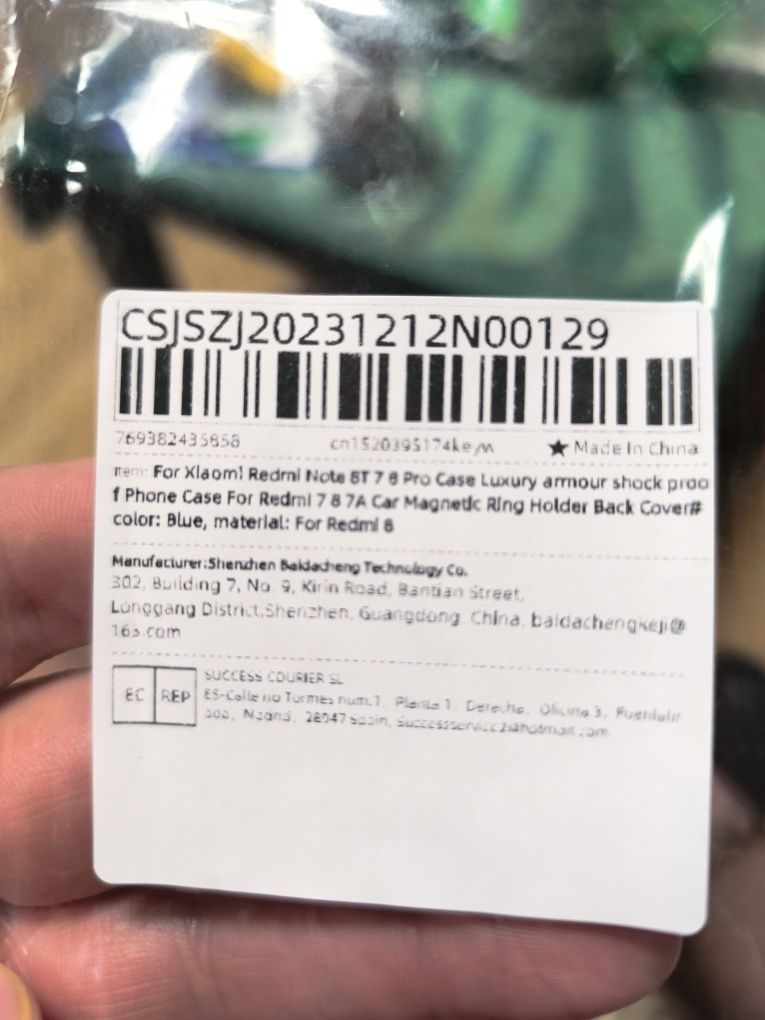 CSJSZJ20231212N00129
769382435858 cn1520395174ke/w ★ Made In China
Item: For Xiaomi Redmi Note 8T 7 8 Pro Case Luxury armour shock proo
f Phone Case For Redmi 7 8 7A Car Magnetic Ring Holder Back Cover#
color: Blue, material: For Redmi 8
Manufacturer:Shenzhen Baidacheng Technology Co.
302, Building 7, No. 9, Kirin Road, Bantian Street,
Longgang District,Shenzhen, Guangdong, China, baidachengkeji@
163.com
EC REP
SUCCESS COURIER SL
ES-Calle rio Tormes num.1, Planta 1, Derecha, Oficina 3, Fuenlabr
ada, Madrid, 28947 Spain,